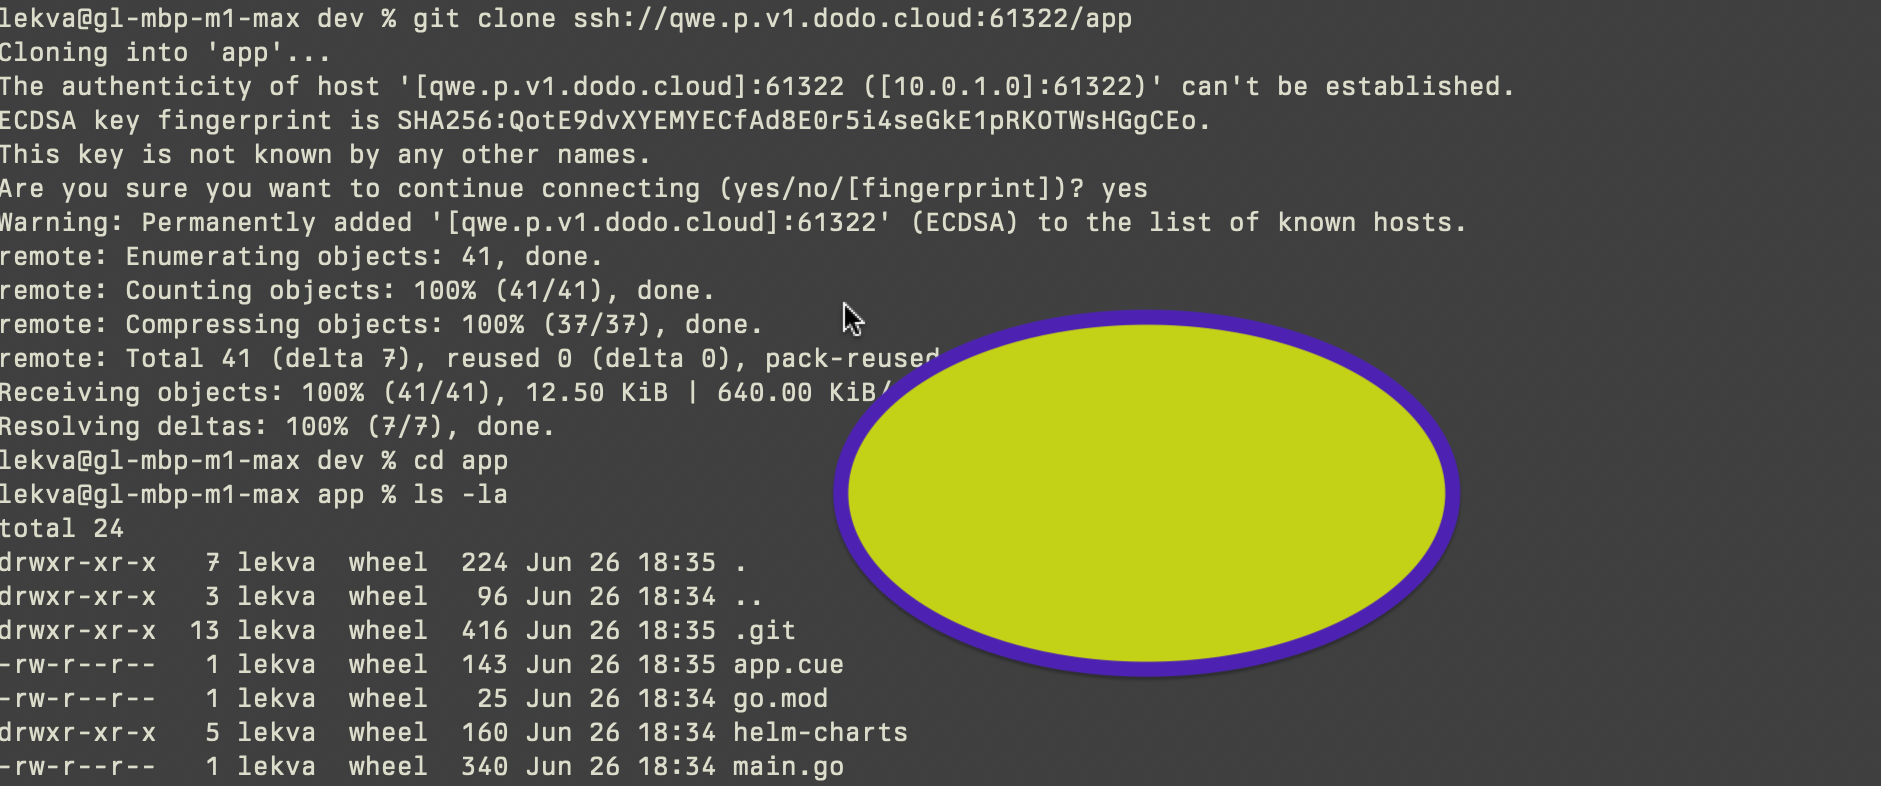 lekva@gl-mbp-m1-max dev % git clone ssh://qwe.p.v1.dodo.cloud:61322/app
Cloning into 'app'...
The authenticity of host '[qwe.p.v1.dodo.cloud]:61322 ([10.0.1.0]:61322)' can't be established.
ECDSA key fingerprint is SHA256:QotE9dvXYEMYECfAd8E0r5i4seGkE1pRKOTWsHGgCEo.
This key is not known by any other names.
Are you sure you want to continue connecting (yes/no/[fingerprint])? yes
Warning: Permanently added '[qwe.p.v1.dodo.cloud]:61322' (ECDSA) to the list of known hosts.
remote: Enumerating objects: 41, done.
remote: Counting objects: 100% (41/41), done.
remote: Compressing objects: 100% (37/37), done.
remote: Total 41 (delta 7), reused 0 (delta 0), pack-reused
Receiving objects: 100% (41/41), 12.50 KiB | 640.00 KiB/
Resolving deltas: 100% (7/7), done.
lekva@gl-mbp-m1-max dev % cd app
lekva@gl-mbp-m1-max app % ls -la
total 24
drwxr-xr-x   7 lekva  wheel  224 Jun 26 18:35 .
drwxr-xr-x   3 lekva  wheel   96 Jun 26 18:34 ..
drwxr-xr-x  13 lekva  wheel  416 Jun 26 18:35 .git
-rw-r--r--   1 lekva  wheel  143 Jun 26 18:35 app.cue
-rw-r--r--   1 lekva  wheel   25 Jun 26 18:34 go.mod
drwxr-xr-x   5 lekva  wheel  160 Jun 26 18:34 helm-charts
-rw-r--r--   1 lekva  wheel  340 Jun 26 18:34 main.go